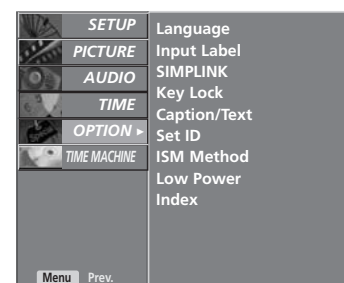 SETUP
PICTURE
AUDIO
TIME
OPTION ▸
TIME MACHINE
Language
Input Label
SIMPLINK
Key Lock
Caption/Text
Set ID
ISM Method
Low Power
Index
Menu Prev.